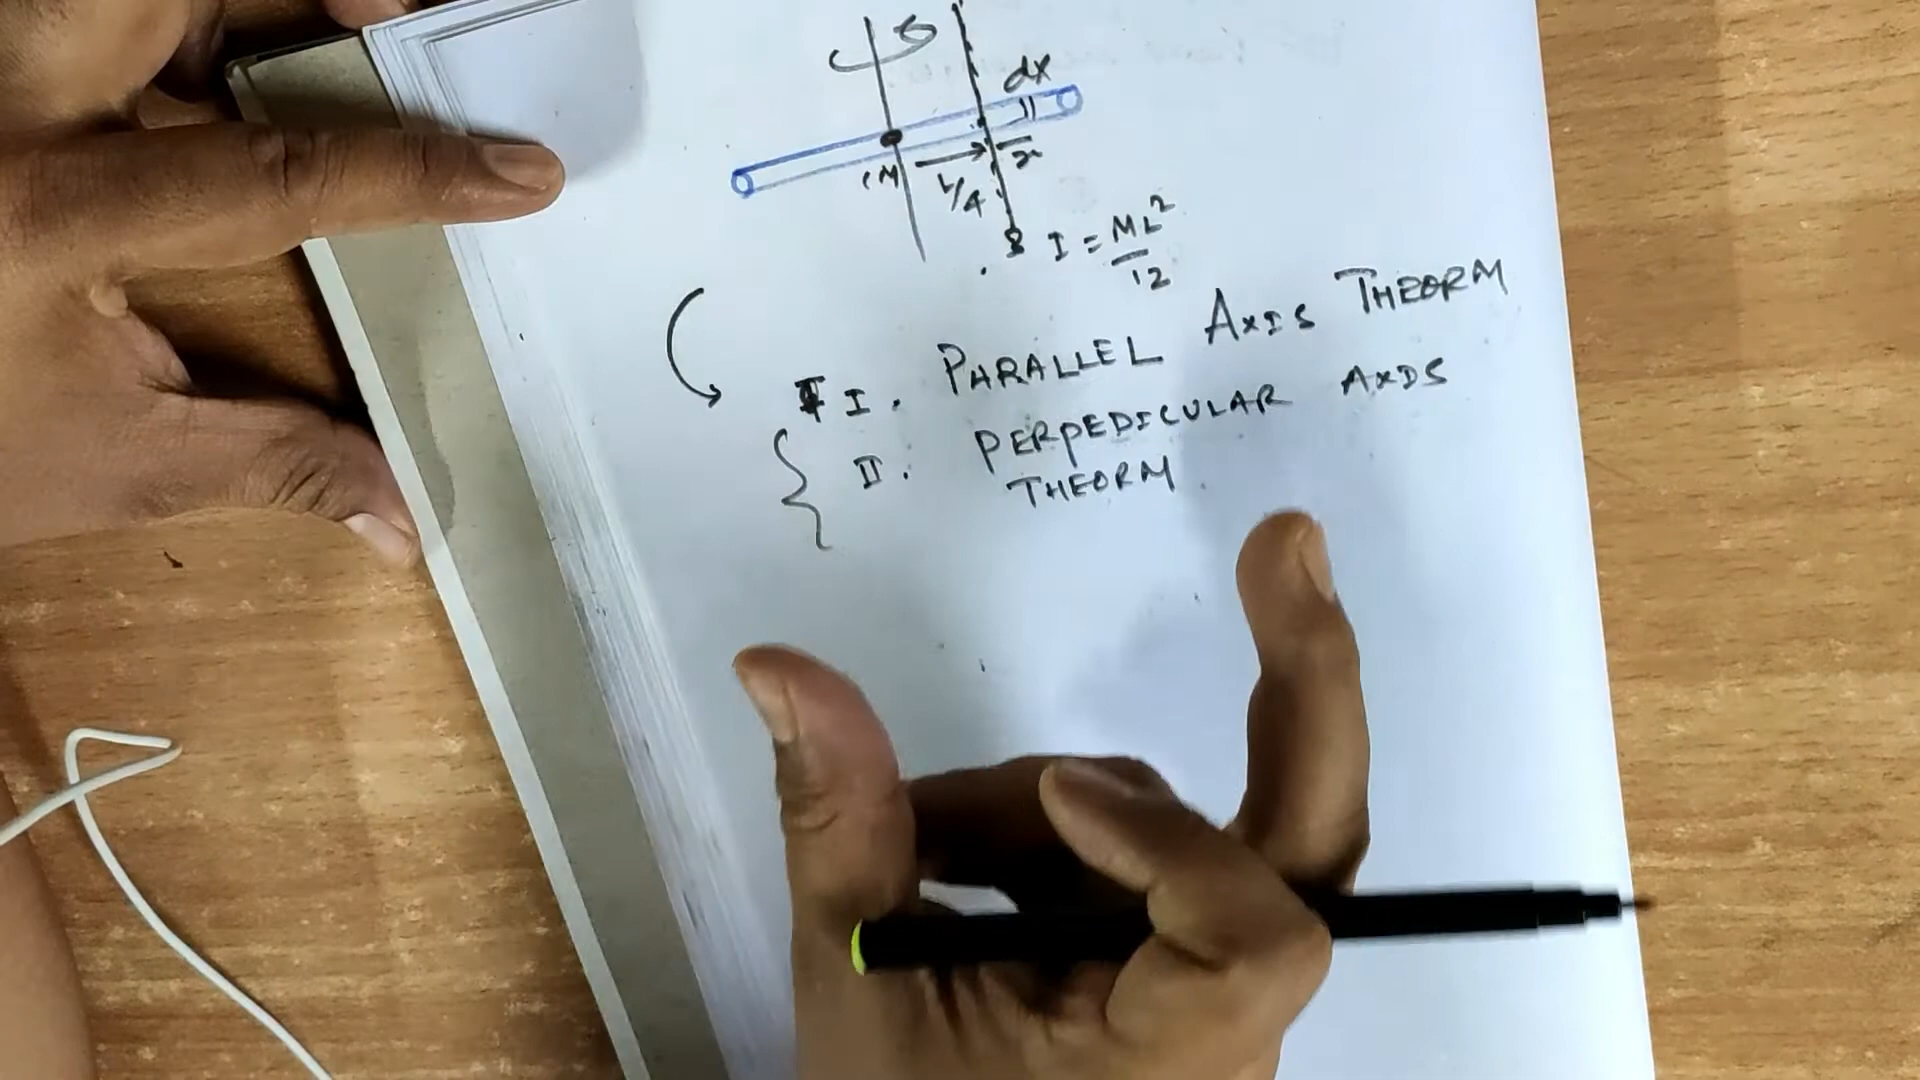 dx
CM
L/4
x
I = ML²/12
I. PARALLEL AXIS THEORM
II. PERPEDICULAR AXIS
THEORM